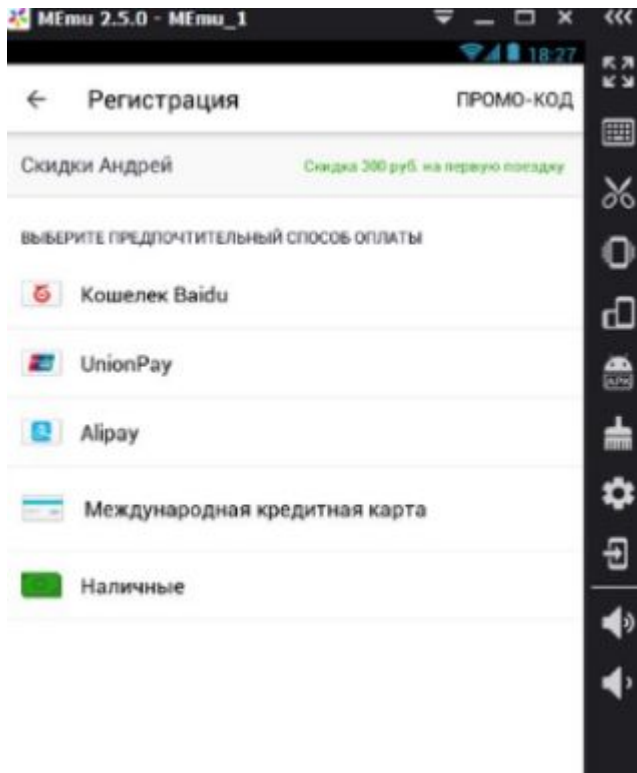 MEmu 2.5.0 - MEmu_1
18:27
Регистрация
ПРОМО-КОД
Скидки Андрей
Скидка 300 руб. на первую поездку
ВЫБЕРИТЕ ПРЕДПОЧТИТЕЛЬНЫЙ СПОСОБ ОПЛАТЫ
Кошелек Baidu
UnionPay
Alipay
Международная кредитная карта
Наличные
APK